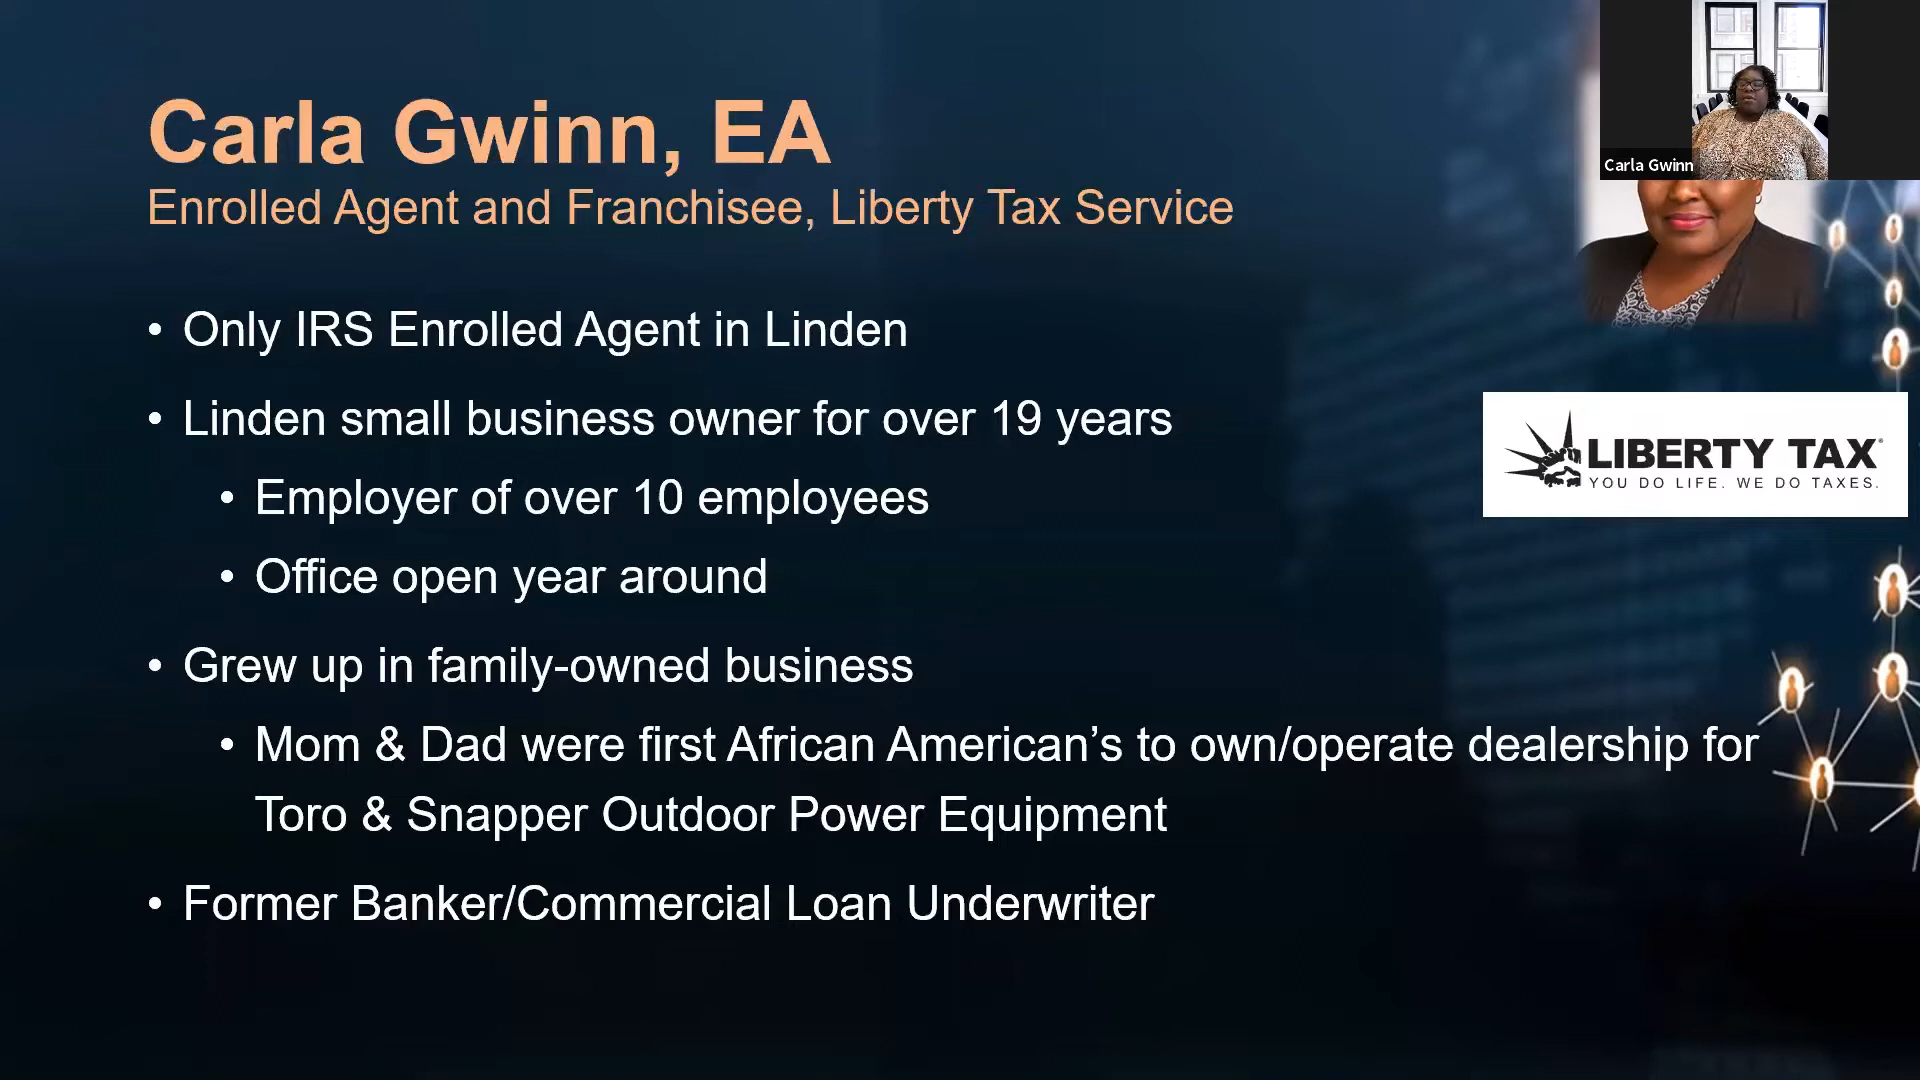 Carla Gwinn, EA
Enrolled Agent and Franchisee, Liberty Tax Service
Carla Gwinn
• Only IRS Enrolled Agent in Linden
• Linden small business owner for over 19 years
• Employer of over 10 employees
• Office open year around
LIBERTY TAX®
YOU DO LIFE. WE DO TAXES.
• Grew up in family-owned business
• Mom & Dad were first African American’s to own/operate dealership for
Toro & Snapper Outdoor Power Equipment
• Former Banker/Commercial Loan Underwriter